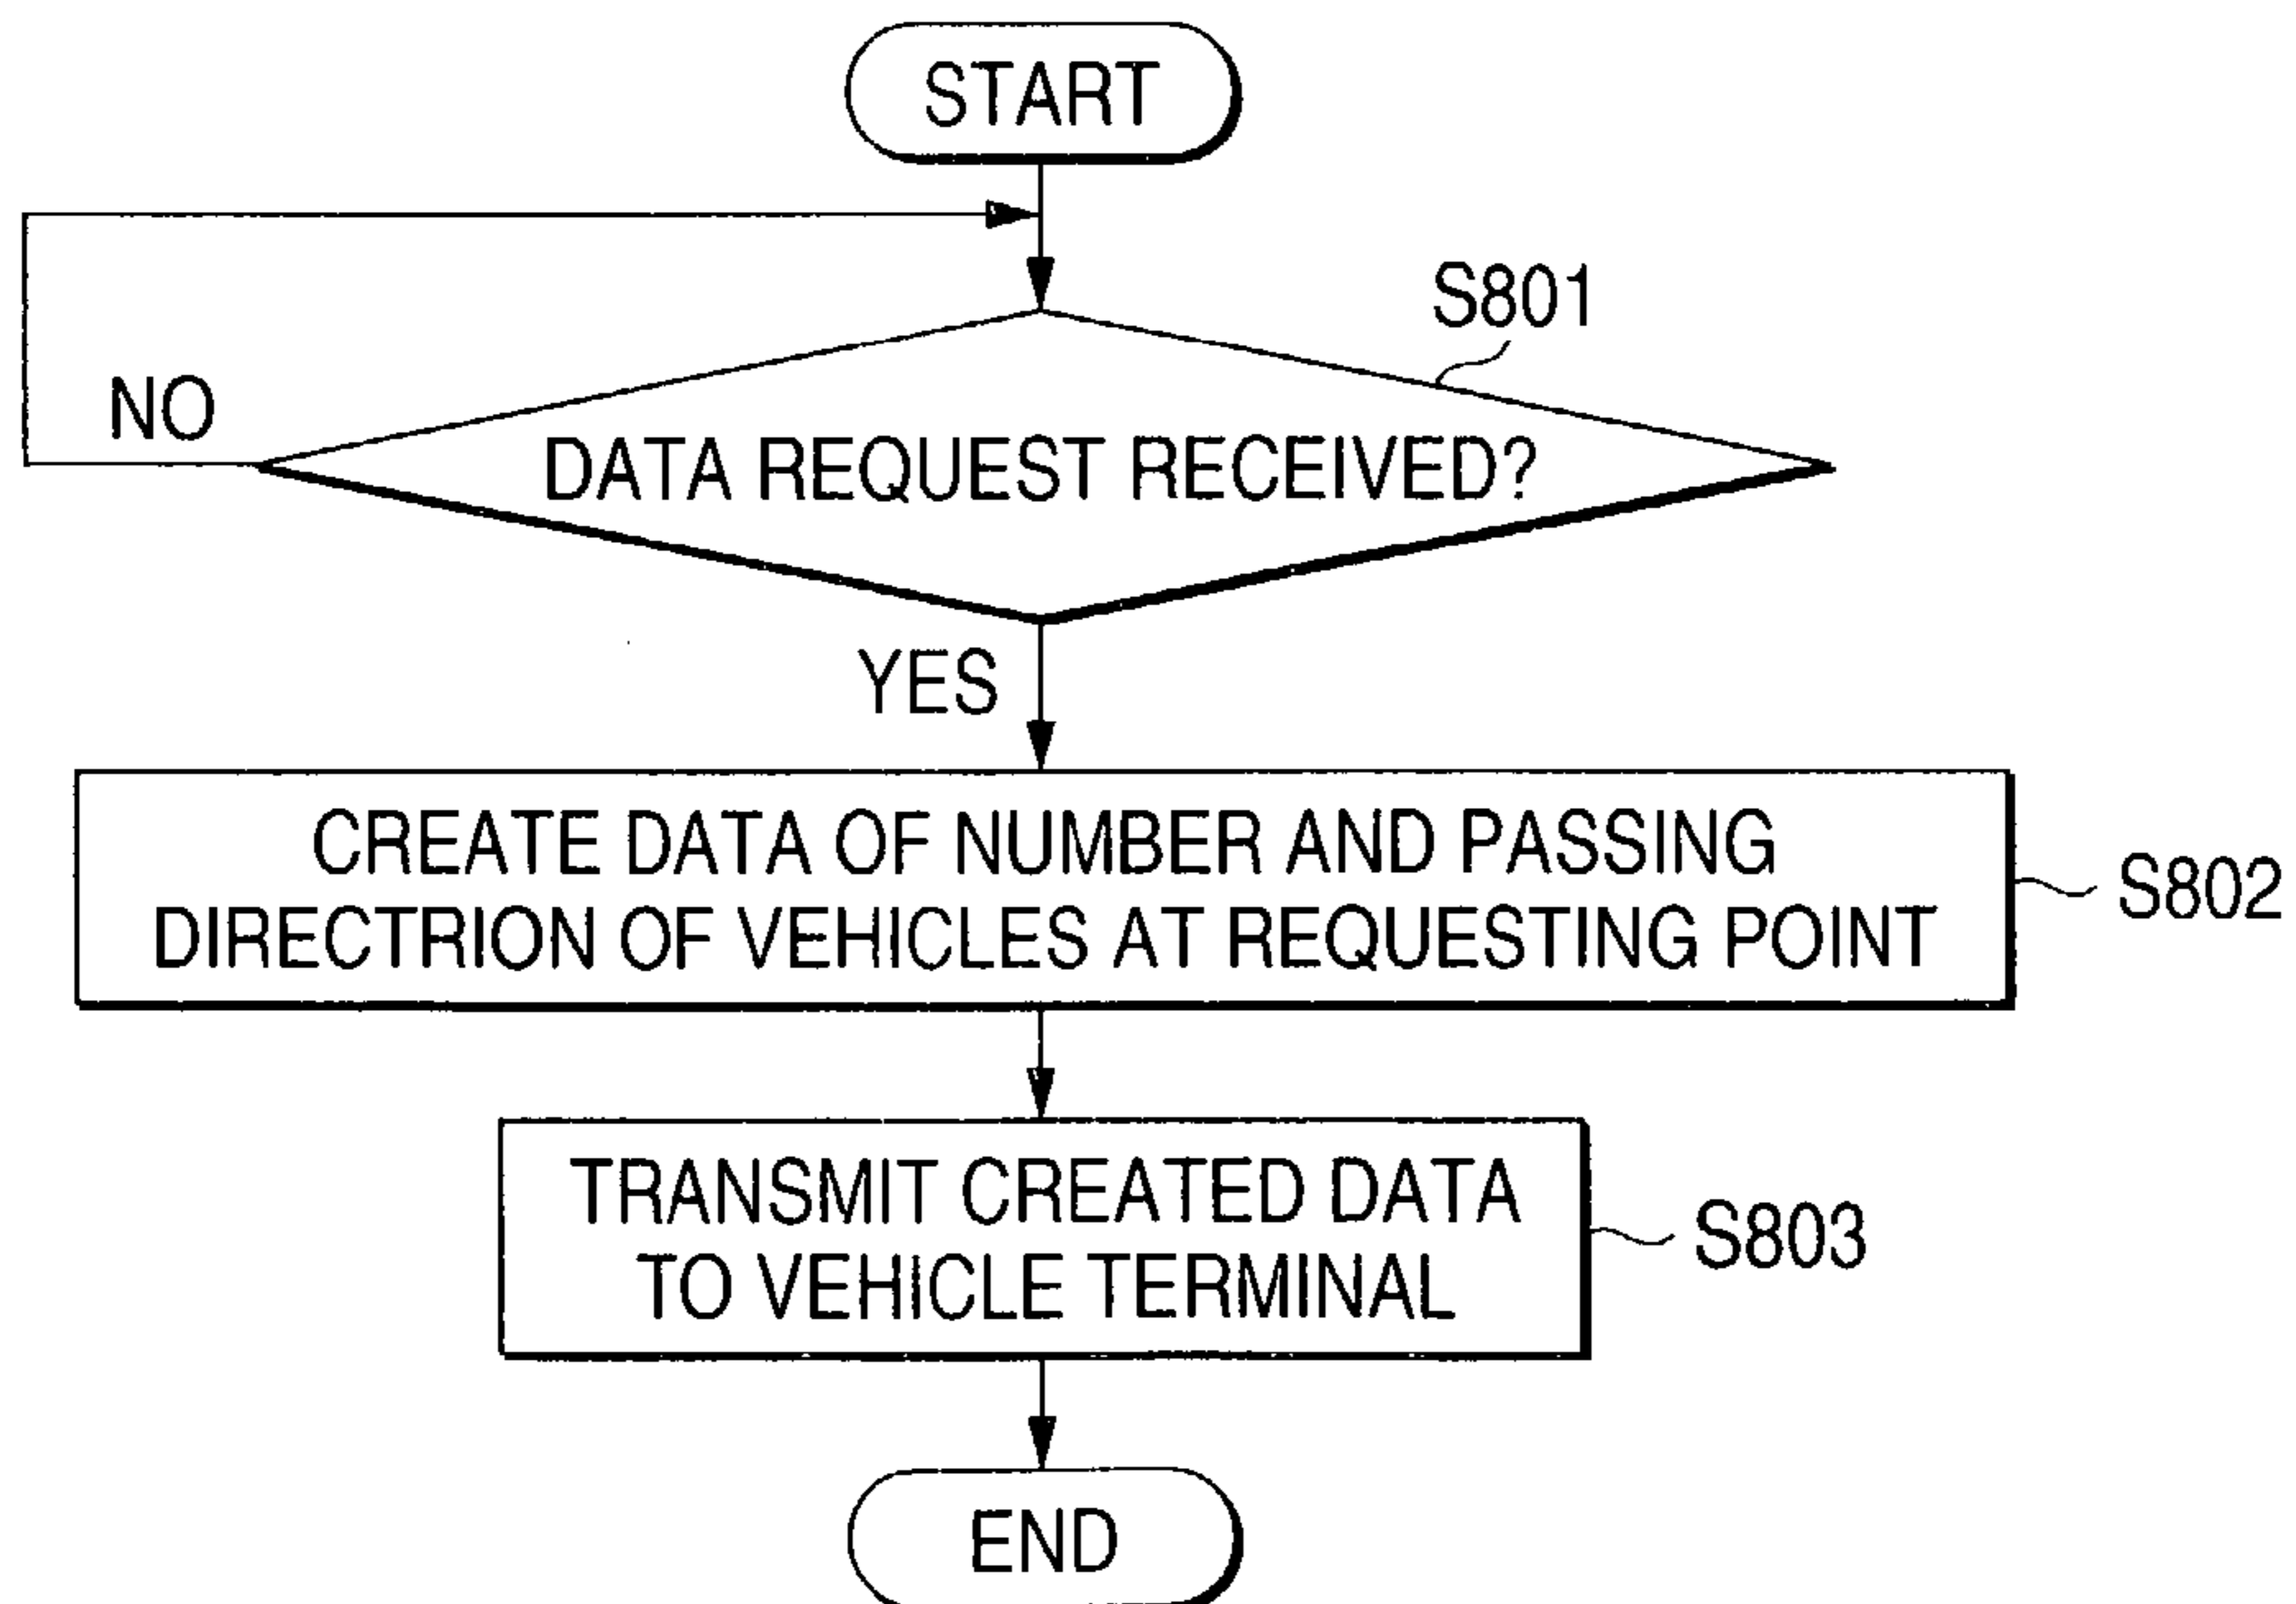 START
S801
NO
DATA REQUEST RECEIVED?
YES
CREATE DATA OF NUMBER AND PASSING
DIRECTRION OF VEHICLES AT REQUESTING POINT
S802
TRANSMIT CREATED DATA
TO VEHICLE TERMINAL
S803
END